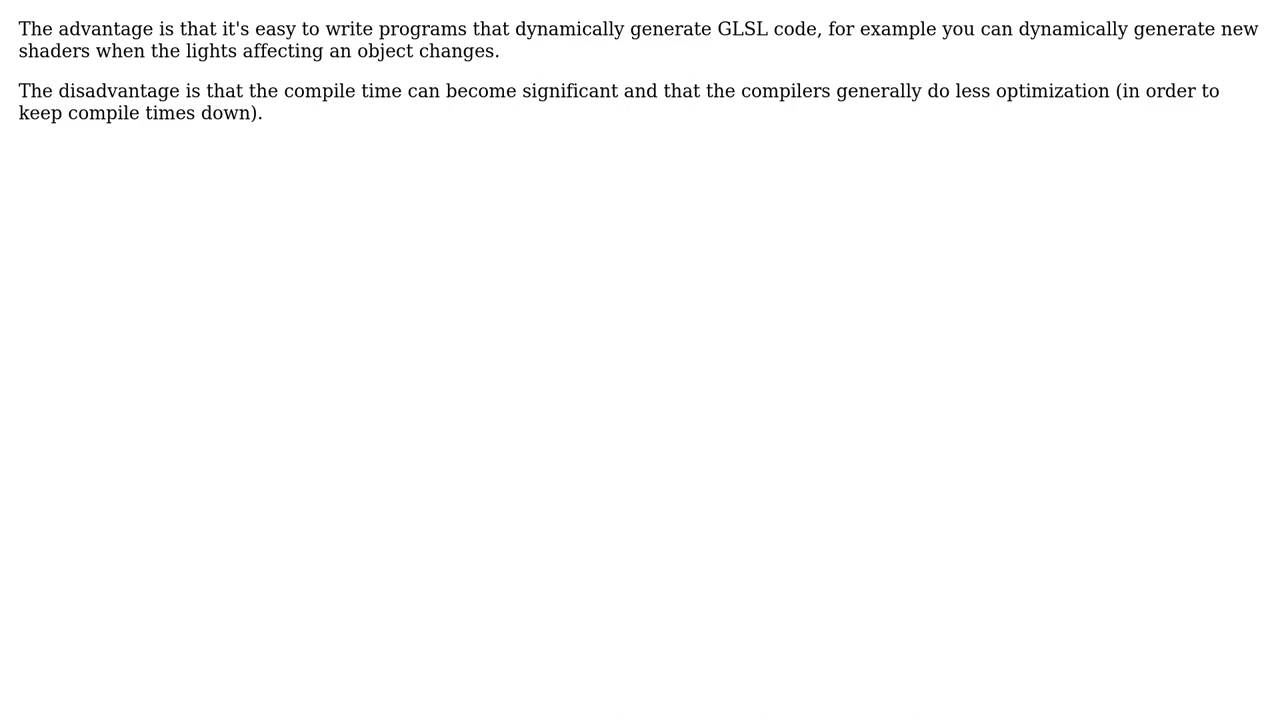 The advantage is that it's easy to write programs that dynamically generate GLSL code, for example you can dynamically generate new
shaders when the lights affecting an object changes.
The disadvantage is that the compile time can become significant and that the compilers generally do less optimization (in order to
keep compile times down).